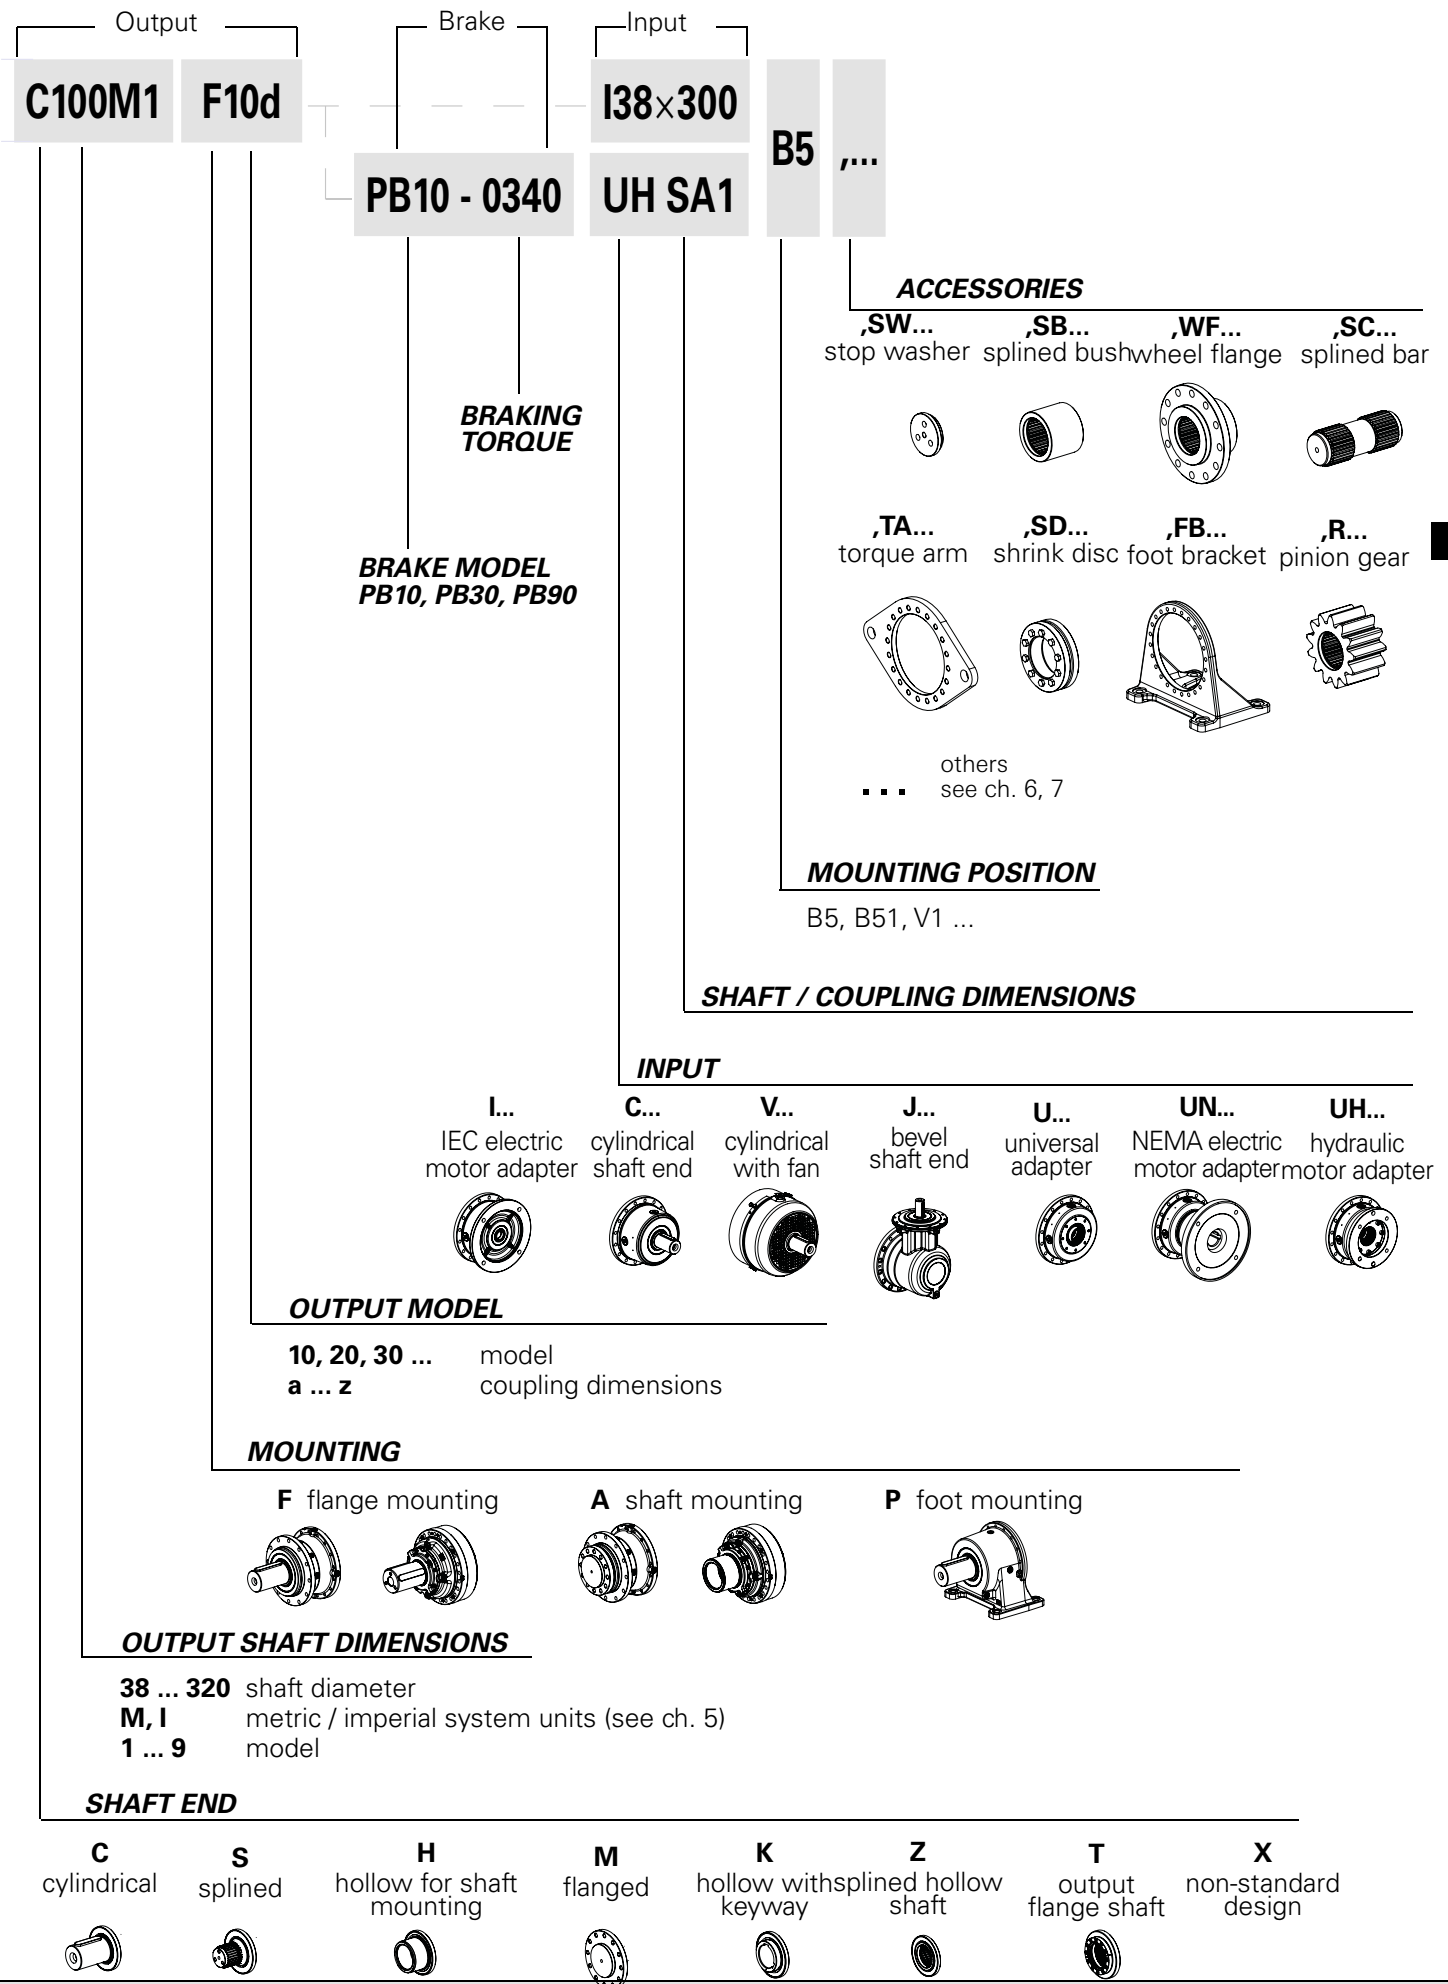 Output Brake Input
C100M1 F10d I38×300
B5 ,...
PB10 - 0340 UH SA1
ACCESSORIES
,SW... ,SB... ,WF... ,SC...
stop washer splined bush wheel flange splined bar
BRAKING
TORQUE
,TA... ,SD... ,FB... ,R...
torque arm shrink disc foot bracket pinion gear
BRAKE MODEL
PB10, PB30, PB90
others
... see ch. 6, 7
MOUNTING POSITION
B5, B51, V1 ...
SHAFT / COUPLING DIMENSIONS
INPUT
I... C... V... J... U... UN... UH...
IEC electric cylindrical cylindrical bevel universal NEMA electric hydraulic
motor adapter shaft end with fan shaft end adapter motor adapter motor adapter
OUTPUT MODEL
10, 20, 30 ... model
a ... z coupling dimensions
MOUNTING
F flange mounting A shaft mounting P foot mounting
OUTPUT SHAFT DIMENSIONS
38 ... 320 shaft diameter
M, I metric / imperial system units (see ch. 5)
1 ... 9 model
SHAFT END
C S H M K Z T X
cylindrical splined hollow for shaft flanged hollow with splined hollow output non-standard
mounting keyway shaft flange shaft design